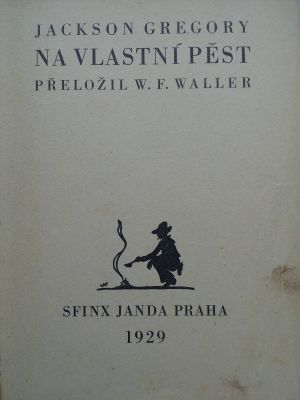 JACKSON GREGORY
NA VLASTNÍ PĚST
PŘELOŽIL W. F. WALLER
SFINX JANDA PRAHA
1929